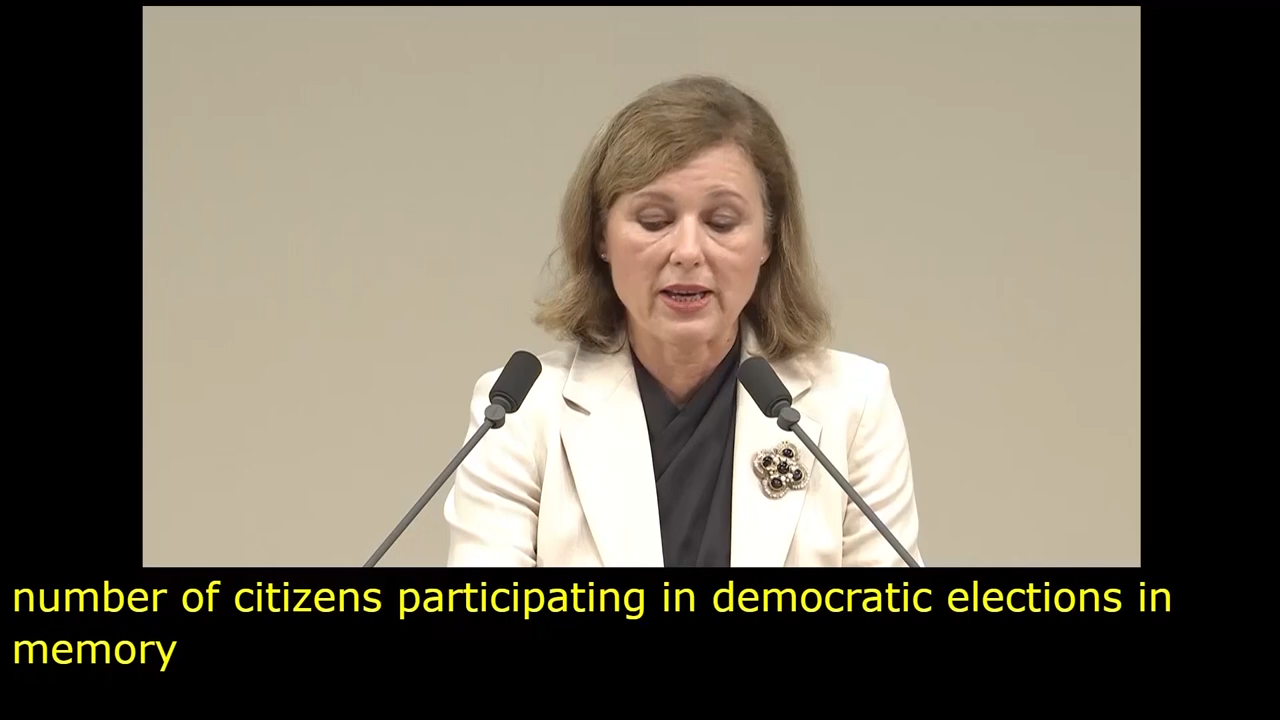 number of citizens participating in democratic elections in
memory